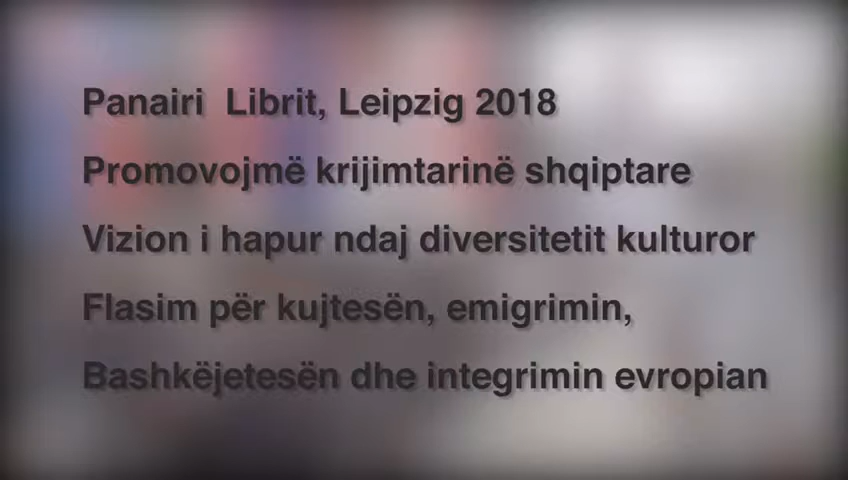 Panairi  Librit, Leipzig 2018
Promovojmë krijimtarinë shqiptare
Vizion i hapur ndaj diversitetit kulturor
Flasim për kujtesën, emigrimin,
Bashkëjetesën dhe integrimin evropian